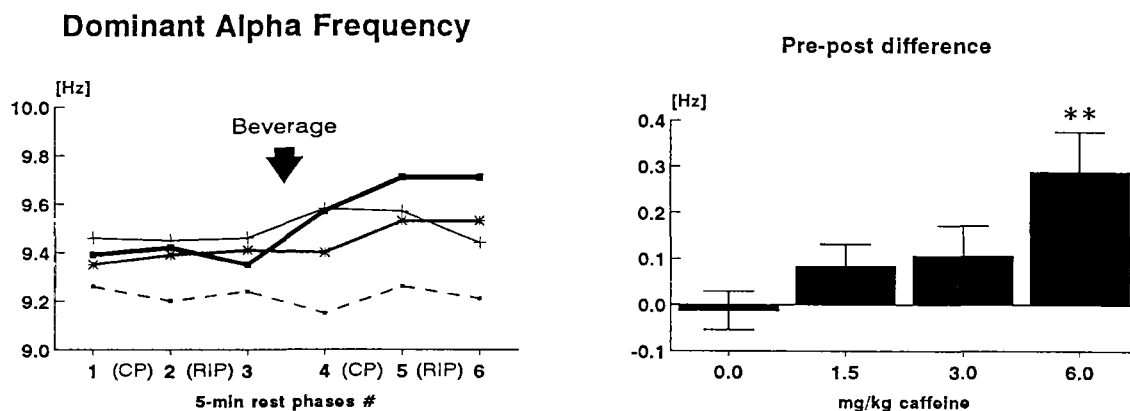 Dominant Alpha Frequency
[Hz]
10.0
9.8
9.6
9.4
9.2
9.0
Beverage
1 (CP) 2 (RIP) 3 4 (CP) 5 (RIP) 6
5-min rest phases #
Pre-post difference
[Hz]
0.4
0.3
0.2
0.1
0.0
-0.1
**
0.0 1.5 3.0 6.0
mg/kg caffeine